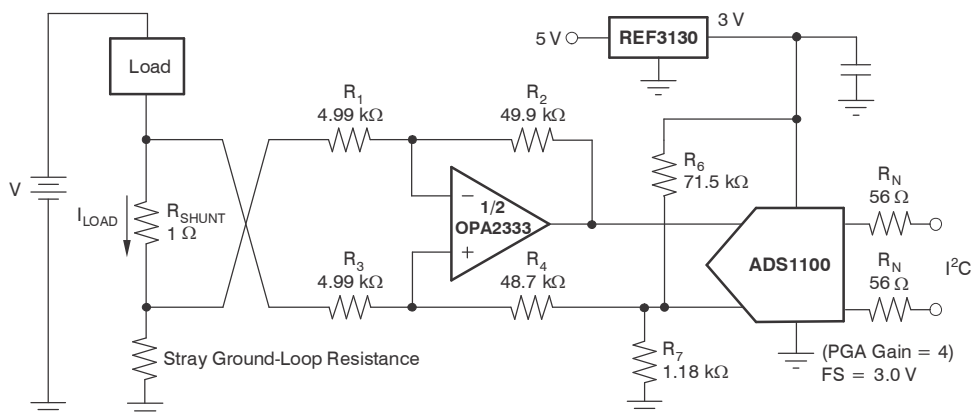 3 V
5 V
REF3130
Load
R1
4.99 kΩ
R2
49.9 kΩ
R6
71.5 kΩ
V
ILOAD
RSHUNT
1 Ω
−
1/2
OPA2333
+
RN
56 Ω
ADS1100
I²C
RN
56 Ω
R3
4.99 kΩ
R4
48.7 kΩ
Stray Ground-Loop Resistance
R7
1.18 kΩ
(PGA Gain = 4)
FS = 3.0 V